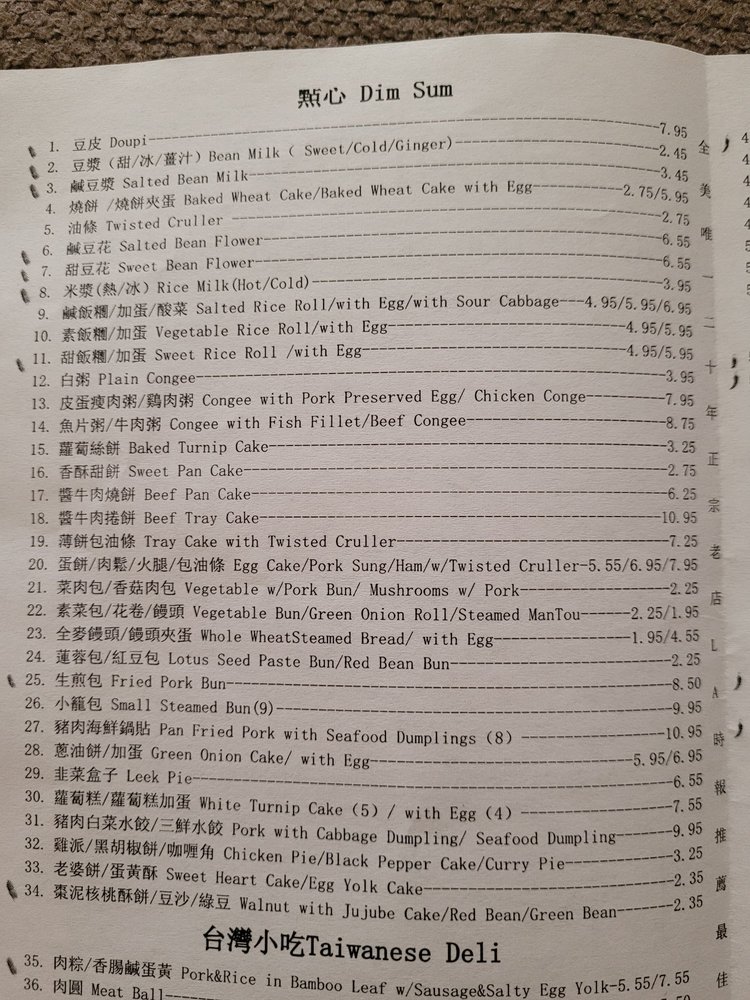 點心 Dim Sum
1. 豆皮 Doupi 7.95
2. 豆漿（甜/冰/薑汁）Bean Milk ( Sweet/Cold/Ginger) 2.45
3. 鹹豆漿 Salted Bean Milk 3.45
4. 燒餅 /燒餅夾蛋 Baked Wheat Cake/Baked Wheat Cake with Egg 2.75/5.95
5. 油條 Twisted Cruller 2.75
6. 鹹豆花 Salted Bean Flower 6.55
7. 甜豆花 Sweet Bean Flower 6.55
8. 米漿(熱/冰) Rice Milk(Hot/Cold) 3.95
9. 鹹飯糰/加蛋/酸菜 Salted Rice Roll/with Egg/with Sour Cabbage---4.95/5.95/6.95
10. 素飯糰/加蛋 Vegetable Rice Roll/with Egg 4.95/5.95
11. 甜飯糰/加蛋 Sweet Rice Roll /with Egg 4.95/5.95
12. 白粥 Plain Congee 3.95
13. 皮蛋瘦肉粥/鷄肉粥 Congee with Pork Preserved Egg/ Chicken Conge 7.95
14. 魚片粥/牛肉粥 Congee with Fish Fillet/Beef Congee 8.75
15. 蘿蔔絲餅 Baked Turnip Cake 3.25
16. 香酥甜餅 Sweet Pan Cake 2.75
17. 醬牛肉燒餅 Beef Pan Cake 6.25
18. 醬牛肉捲餅 Beef Tray Cake 10.95
19. 薄餅包油條 Tray Cake with Twisted Cruller 7.25
20. 蛋餅/肉鬆/火腿/包油條 Egg Cake/Pork Sung/Ham/w/Twisted Cruller-5.55/6.95/7.95
21. 菜肉包/香菇肉包 Vegetable w/Pork Bun/ Mushrooms w/ Pork 2.25
22. 素菜包/花卷/饅頭 Vegetable Bun/Green Onion Roll/Steamed ManTou 2.25/1.95
23. 全麥饅頭/饅頭夾蛋 Whole WheatSteamed Bread/ with Egg 1.95/4.55
24. 蓮蓉包/紅豆包 Lotus Seed Paste Bun/Red Bean Bun 2.25
25. 生煎包 Fried Pork Bun 8.50
26. 小籠包 Small Steamed Bun(9) 9.95
27. 豬肉海鮮鍋貼 Pan Fried Pork with Seafood Dumplings（8） 10.95
28. 蔥油餅/加蛋 Green Onion Cake/ with Egg 5.95/6.95
29. 韭菜盒子 Leek Pie 6.55
30. 蘿蔔糕/蘿蔔糕加蛋 White Turnip Cake（5）/ with Egg（4） 7.55
31. 豬肉白菜水餃/三鮮水餃 Pork with Cabbage Dumpling/ Seafood Dumpling 9.95
32. 雞派/黑胡椒餅/咖喱角 Chicken Pie/Black Pepper Cake/Curry Pie 3.25
33. 老婆餅/蛋黃酥 Sweet Heart Cake/Egg Yolk Cake 2.35
34. 棗泥核桃酥餅/豆沙/綠豆 Walnut with Jujube Cake/Red Bean/Green Bean 2.35
台灣小吃Taiwanese Deli
35. 肉粽/香腸鹹蛋黃 Pork&Rice in Bamboo Leaf w/Sausage&Salty Egg Yolk-5.55/7.55
36. 肉圓 Meat Ball
全美唯一二十年正宗老店LA時報推薦最佳